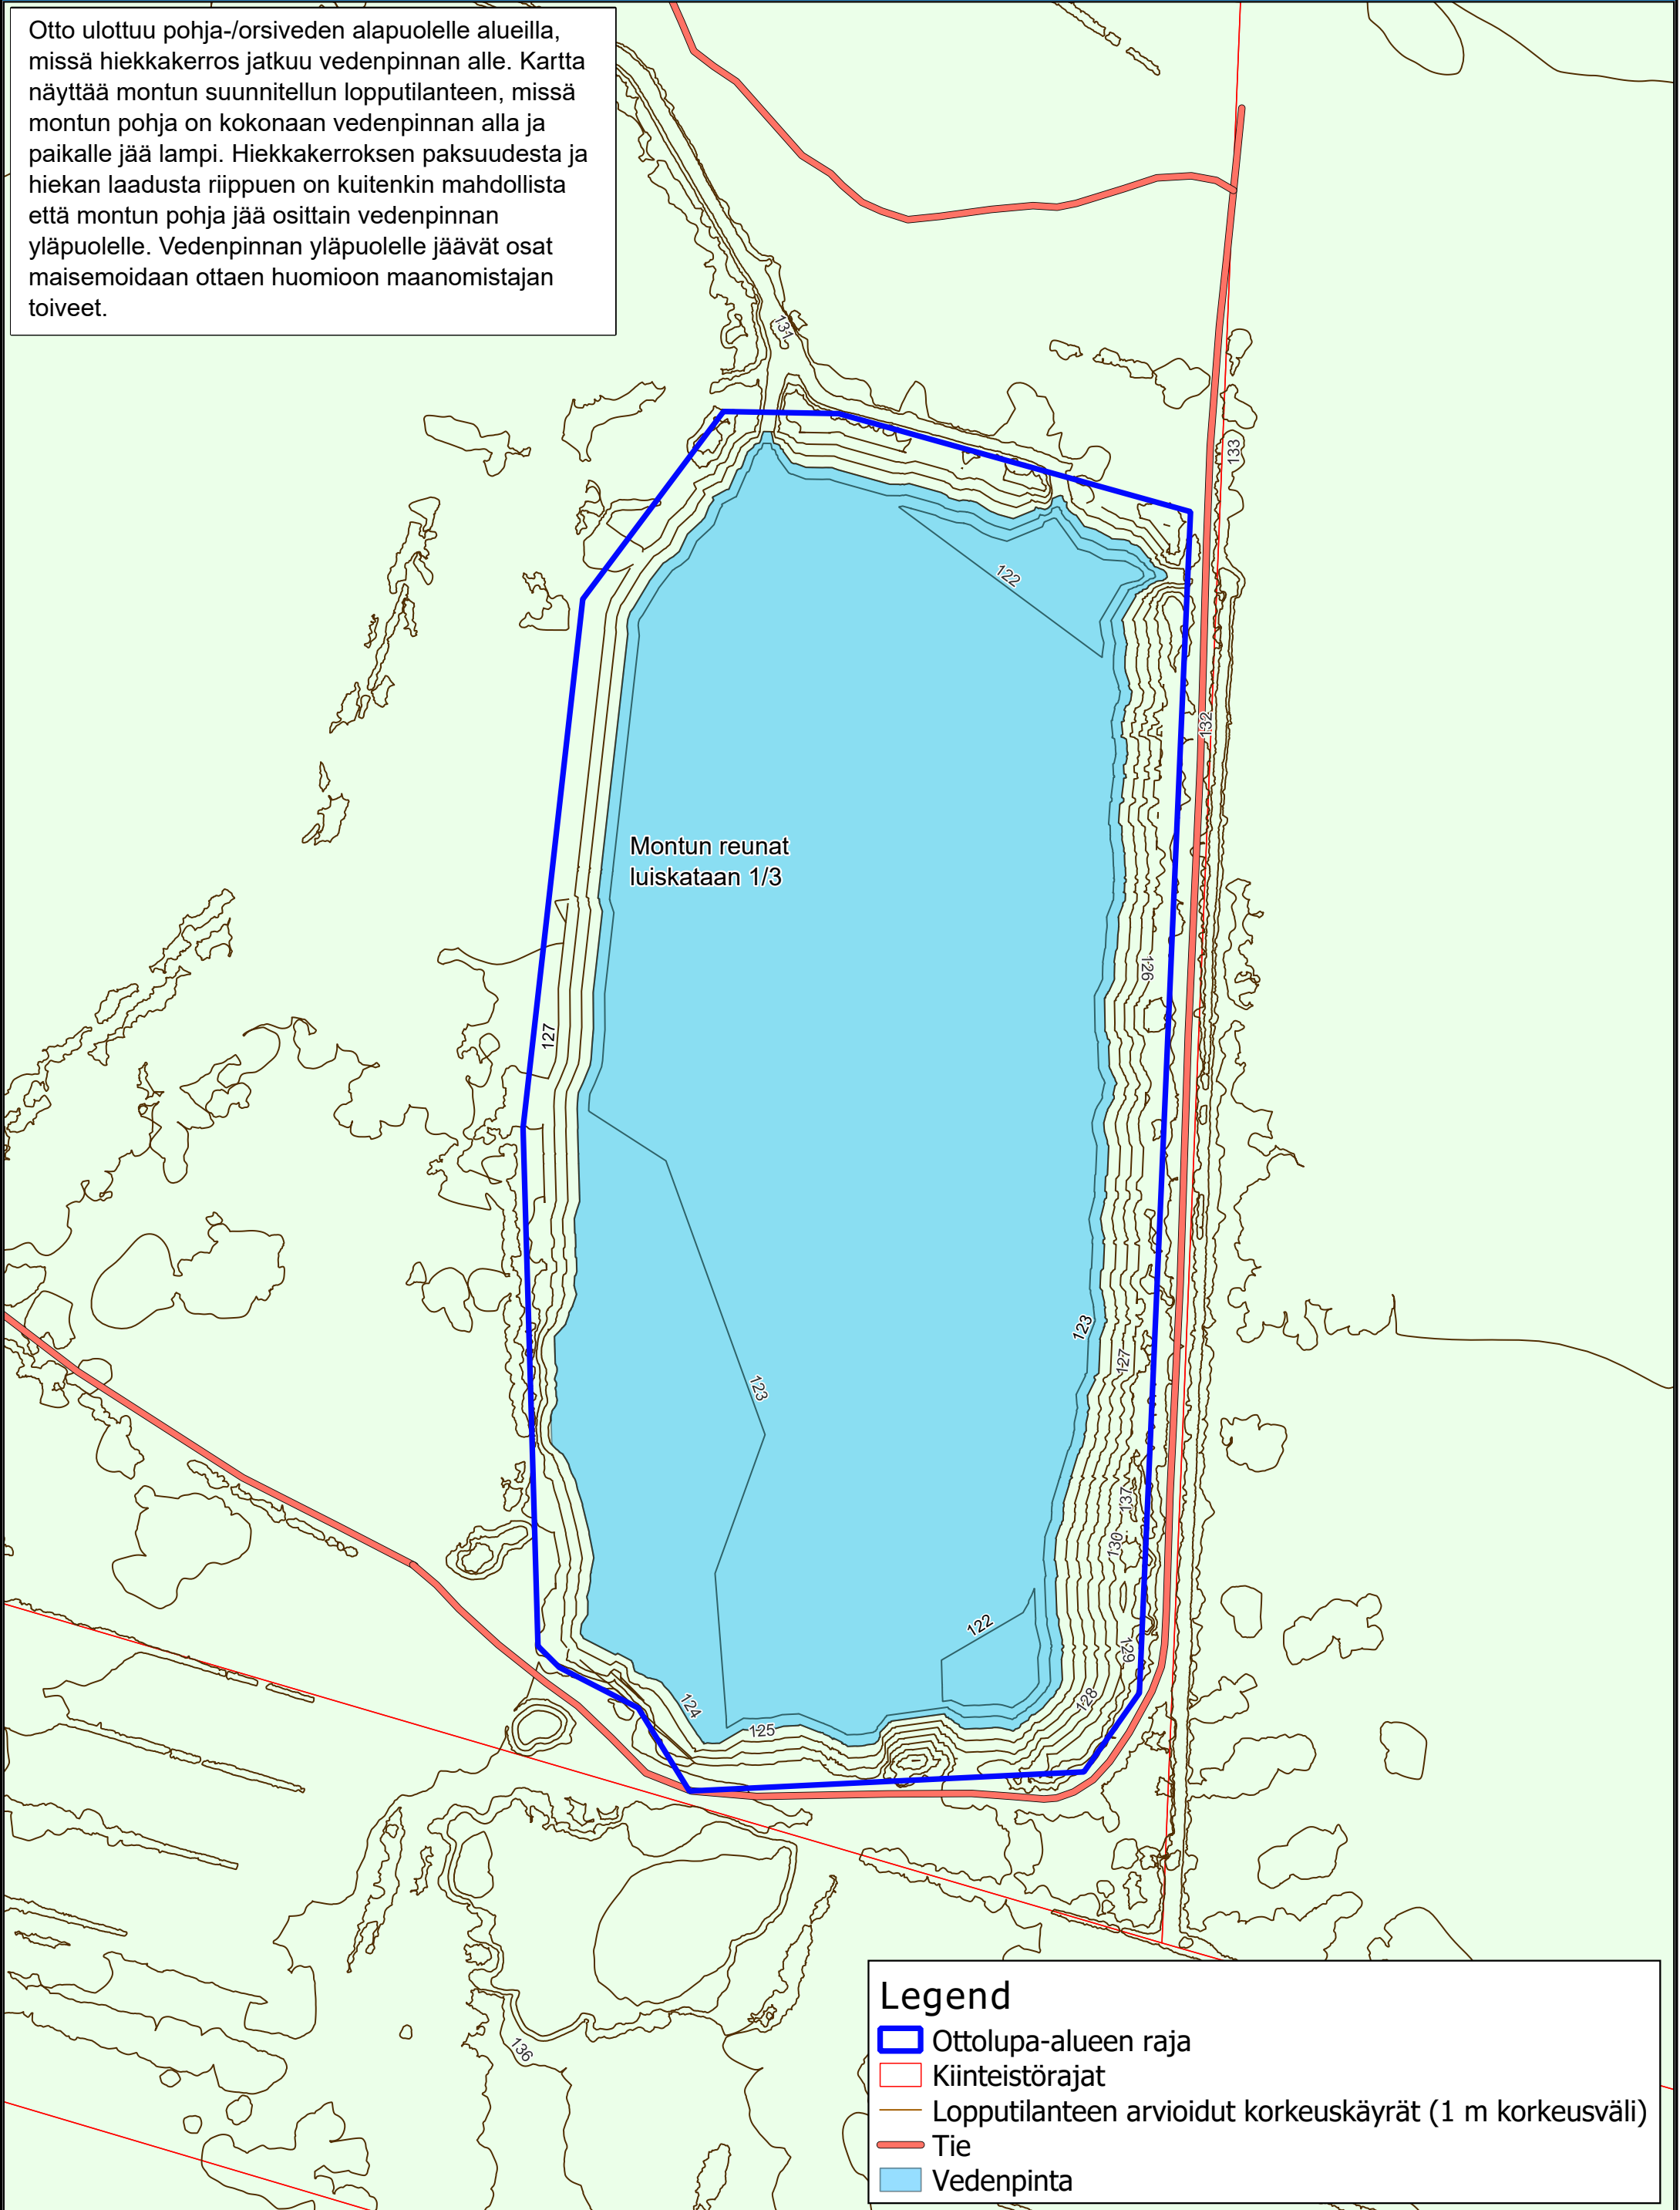 Otto ulottuu pohja-/orsiveden alapuolelle alueilla,
missä hiekkakerros jatkuu vedenpinnan alle. Kartta
näyttää montun suunnitellun lopputilanteen, missä
montun pohja on kokonaan vedenpinnan alla ja
paikalle jää lampi. Hiekkakerroksen paksuudesta ja
hiekan laadusta riippuen on kuitenkin mahdollista
että montun pohja jää osittain vedenpinnan
yläpuolelle. Vedenpinnan yläpuolelle jäävät osat
maisemoidaan ottaen huomioon maanomistajan
toiveet.
131
133
122
132
Montun reunat
luiskataan 1/3
126
127
123
127
123
137
130
122
129
128
124
125
136
Legend
Ottolupa-alueen raja
Kiinteistörajat
Lopputilanteen arvioidut korkeuskäyrät (1 m korkeusväli)
Tie
Vedenpinta